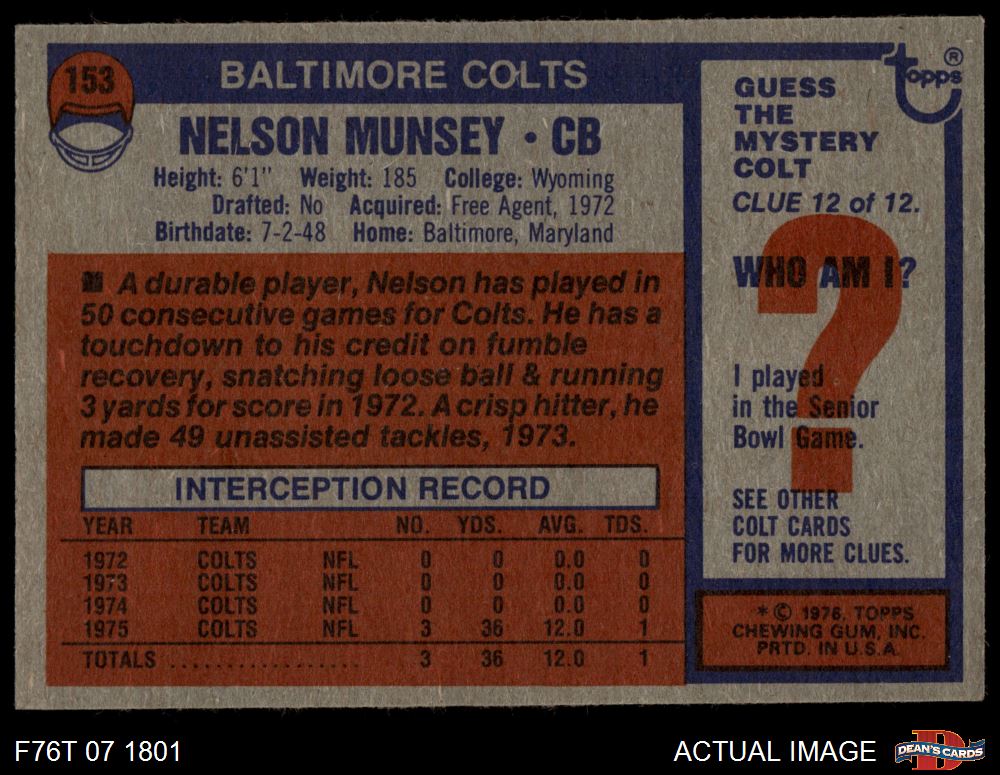 153
BALTIMORE COLTS
NELSON MUNSEY • CB
Height: 6'1" Weight: 185 College: Wyoming
Drafted: No Acquired: Free Agent, 1972
Birthdate: 7-2-48 Home: Baltimore, Maryland
A durable player, Nelson has played in
50 consecutive games for Colts. He has a
touchdown to his credit on fumble
recovery, snatching loose ball & running
3 yards for score in 1972. A crisp hitter, he
made 49 unassisted tackles, 1973.
INTERCEPTION RECORD
YEAR TEAM NO. YDS. AVG. TDS.
1972 COLTS NFL 0 0 0.0 0
1973 COLTS NFL 0 0 0.0 0
1974 COLTS NFL 0 0 0.0 0
1975 COLTS NFL 3 36 12.0 1
TOTALS .................. 3 36 12.0 1
topps ®
GUESS
THE
MYSTERY
COLT
CLUE 12 of 12.
WHO AM I?
?
I played
in the Senior
Bowl Game.
SEE OTHER
COLT CARDS
FOR MORE CLUES.
* © 1976, TOPPS
CHEWING GUM, INC.
PRTD. IN U.S.A.
F76T 07 1801
ACTUAL IMAGE
DEAN'S CARDS